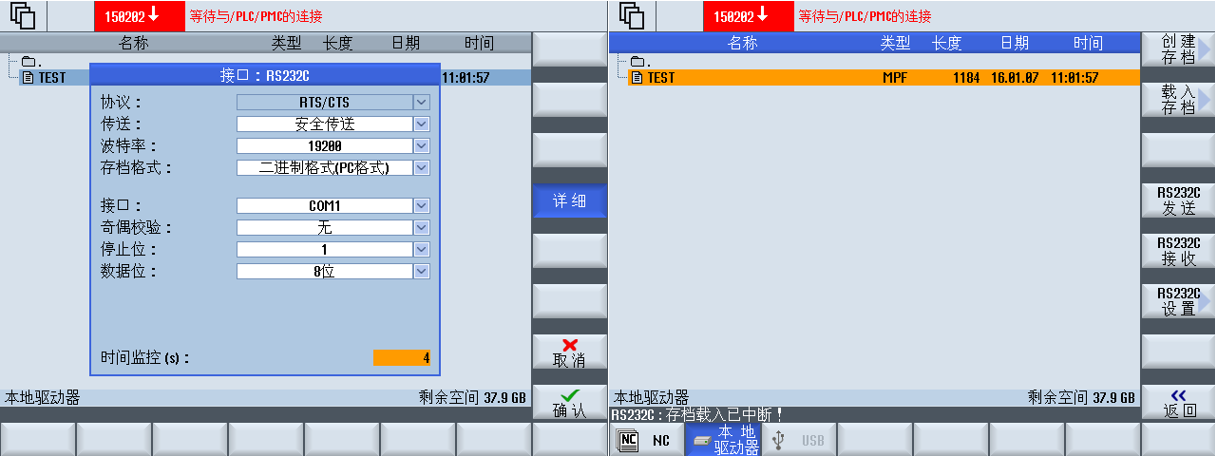 150202 等待与/PLC/PMC的连接
名称 类型 长度 日期 时间
.
TEST 11:01:57
接口：RS232C
协议： RTS/CTS
传送： 安全传送
波特率： 19200
存档格式： 二进制格式(PC格式)
接口： COM1
奇偶校验： 无
停止位： 1
数据位： 8位
时间监控(s)： 4
详细
取消
确认
本地驱动器 剩余空间 37.9 GB
150202 等待与/PLC/PMC的连接
名称 类型 长度 日期 时间
.
TEST MPF 1184 16.01.07 11:01:57
创建
存档
载入
存档
RS232C
发送
RS232C
接收
RS232C
设置
返回
本地驱动器 剩余空间 37.9 GB
RS232C：存档载入已中断！
NC NC 本地
驱动器 USB